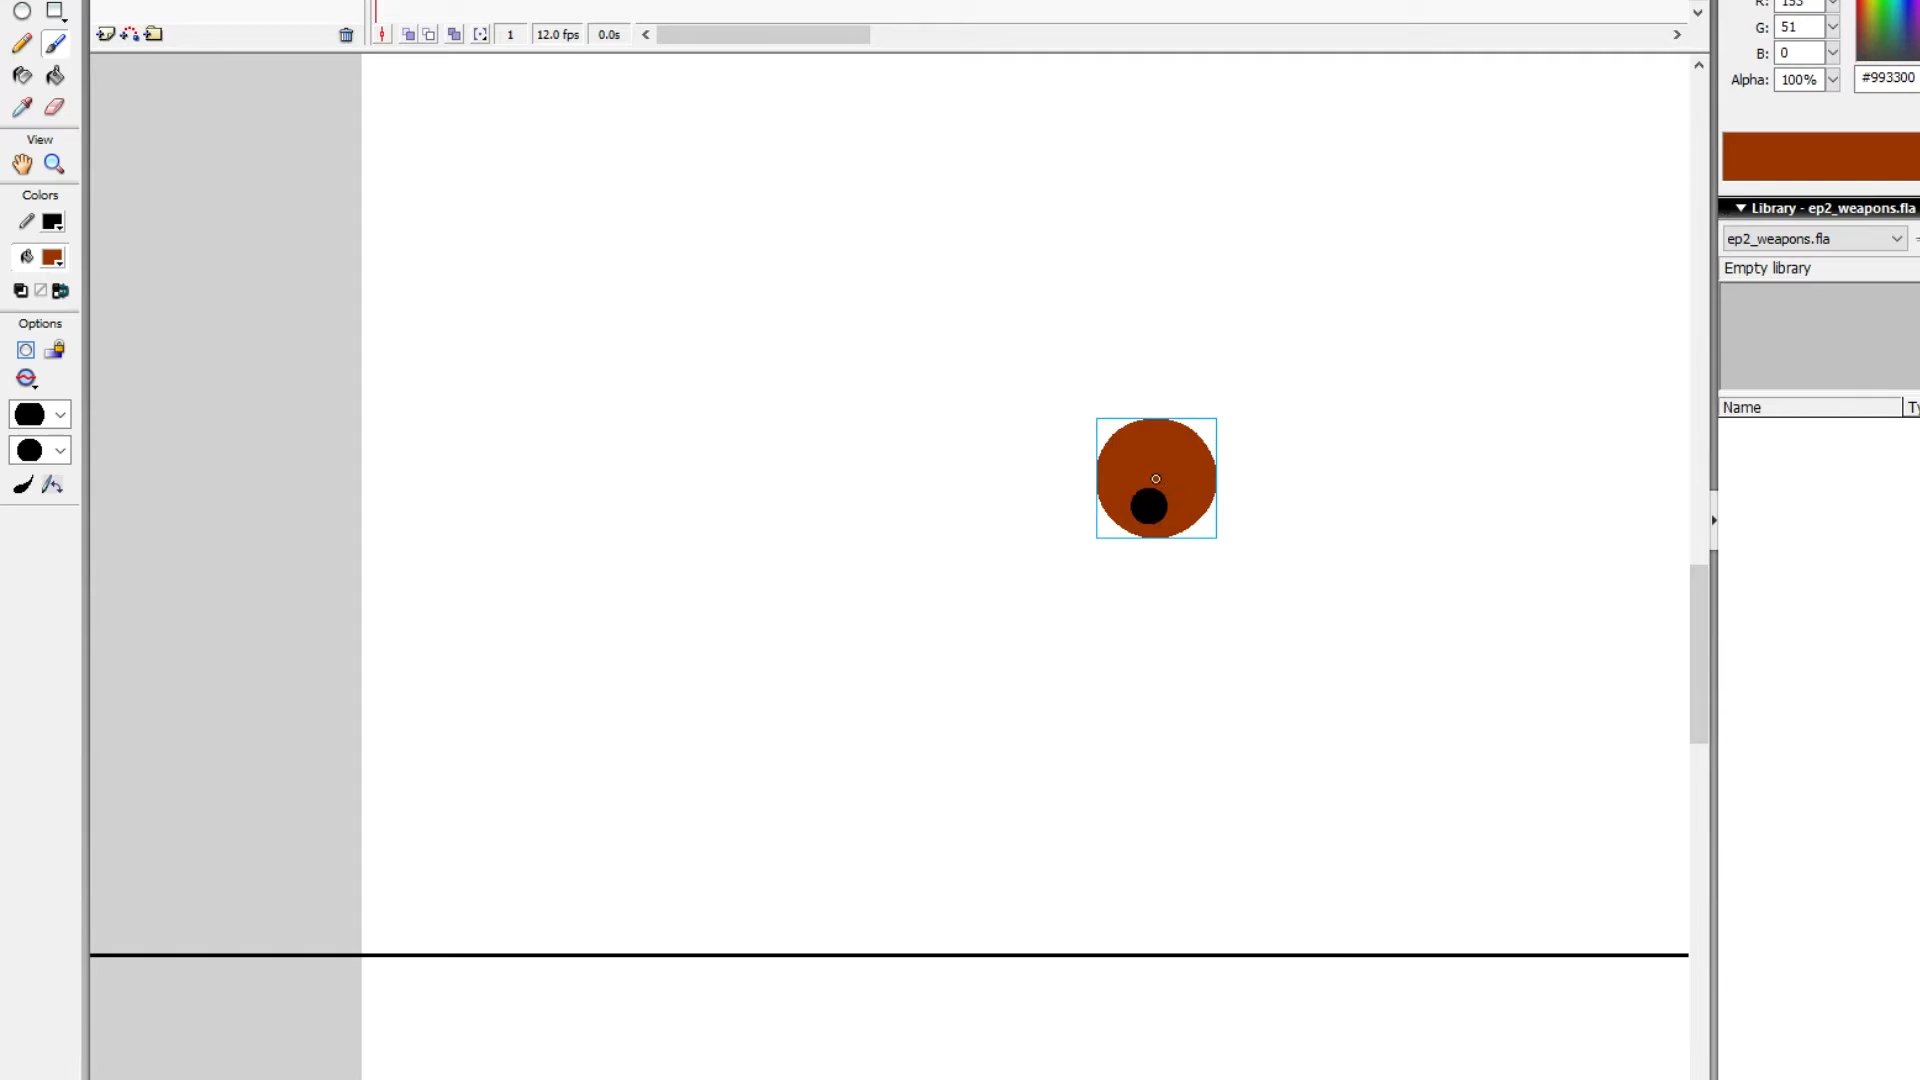 R: 153
1 12.0 fps 0.0s
G: 51
B: 0
Alpha: 100% #993300
View
Colors
Library - ep2_weapons.fla
ep2_weapons.fla
Empty library
Options
Name